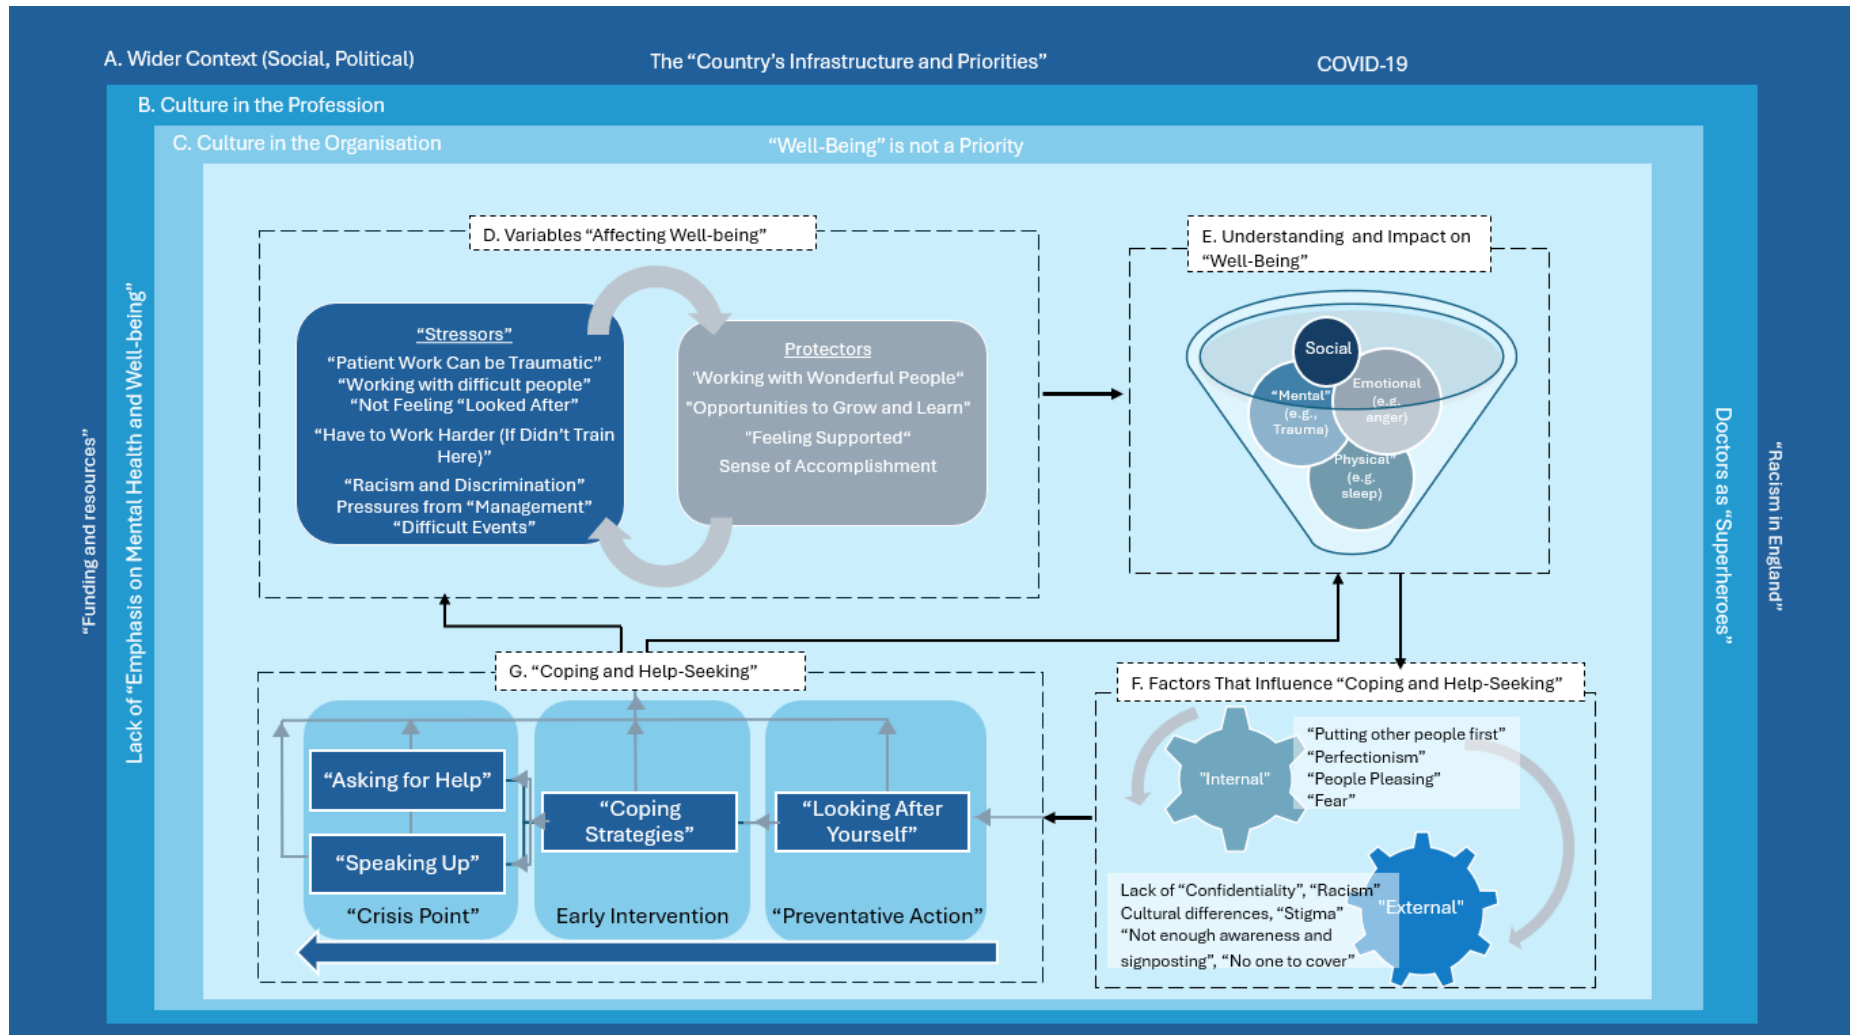 A. Wider Context (Social, Political)
The “Country’s Infrastructure and Priorities”
COVID-19
B. Culture in the Profession
C. Culture in the Organisation
“Well-Being” is not a Priority
“Funding and resources”
Lack of “Emphasis on Mental Health and Well-being”
Doctors as “Superheroes”
“Racism in England”
D. Variables “Affecting Well-being”
“Stressors”
“Patient Work Can be Traumatic”
“Working with difficult people”
“Not Feeling “Looked After”
“Have to Work Harder (If Didn’t Train
Here)”
“Racism and Discrimination”
Pressures from “Management”
“Difficult Events”
Protectors
'Working with Wonderful People“
"Opportunities to Grow and Learn”
"Feeling Supported“
Sense of Accomplishment
E. Understanding and Impact on
“Well-Being”
Social
“Mental”
(e.g.,
Trauma)
Emotional
(e.g.
anger)
Physical”
(e.g.
sleep)
F. Factors That Influence “Coping and Help-Seeking”
"Internal”
“Putting other people first”
“Perfectionism”
“People Pleasing”
“Fear”
Lack of “Confidentiality”, “Racism”
Cultural differences, “Stigma”
“Not enough awareness and
signposting”, “No one to cover”
"External"
G. “Coping and Help-Seeking”
“Asking for Help”
“Speaking Up”
“Crisis Point”
“Coping
Strategies”
Early Intervention
“Looking After
Yourself”
“Preventative Action”